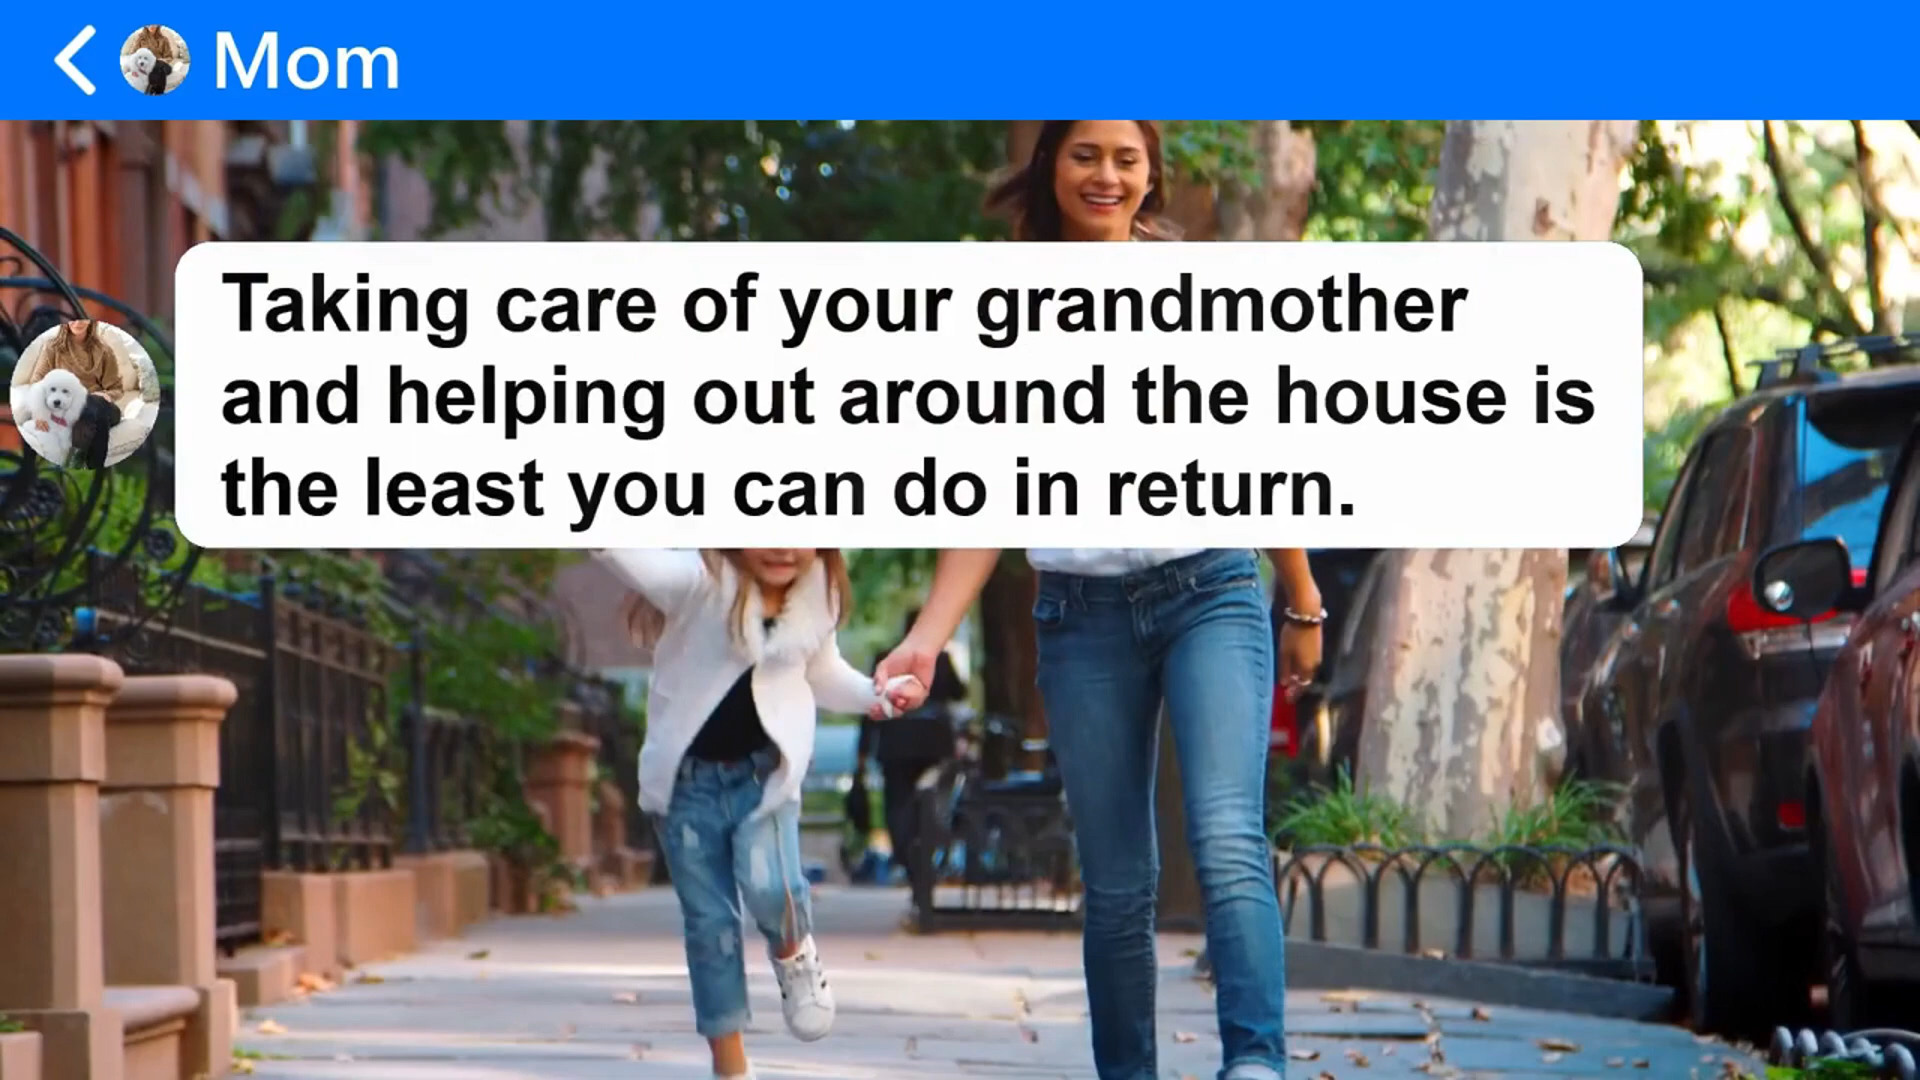 Mom
Taking care of your grandmother
and helping out around the house is
the least you can do in return.